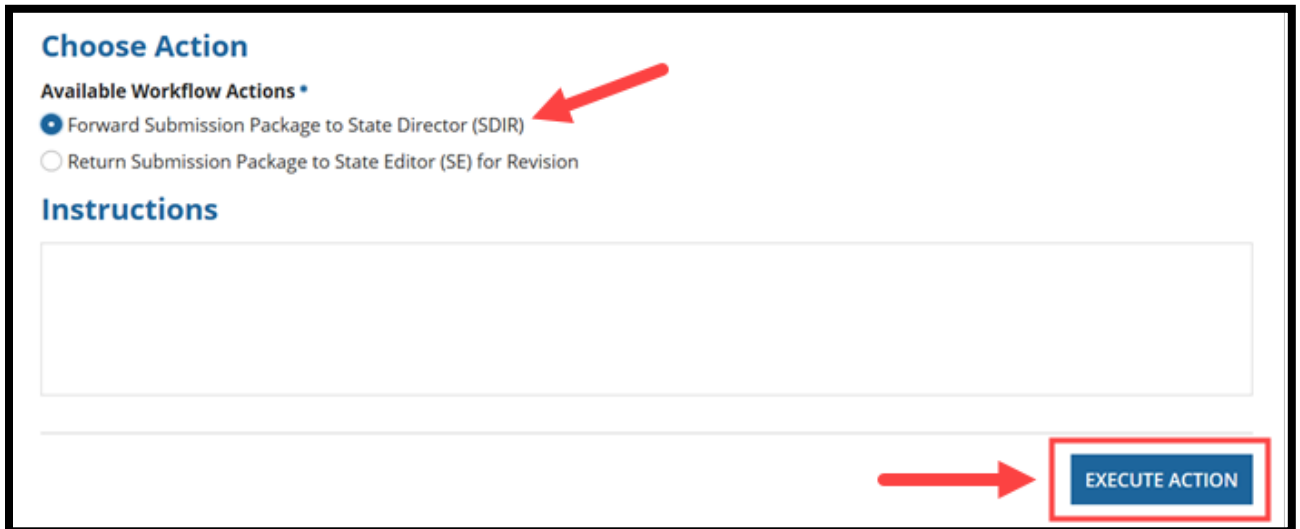 Choose Action
Available Workflow Actions •
Forward Submission Package to State Director (SDIR)
Return Submission Package to State Editor (SE) for Revision
Instructions
EXECUTE ACTION